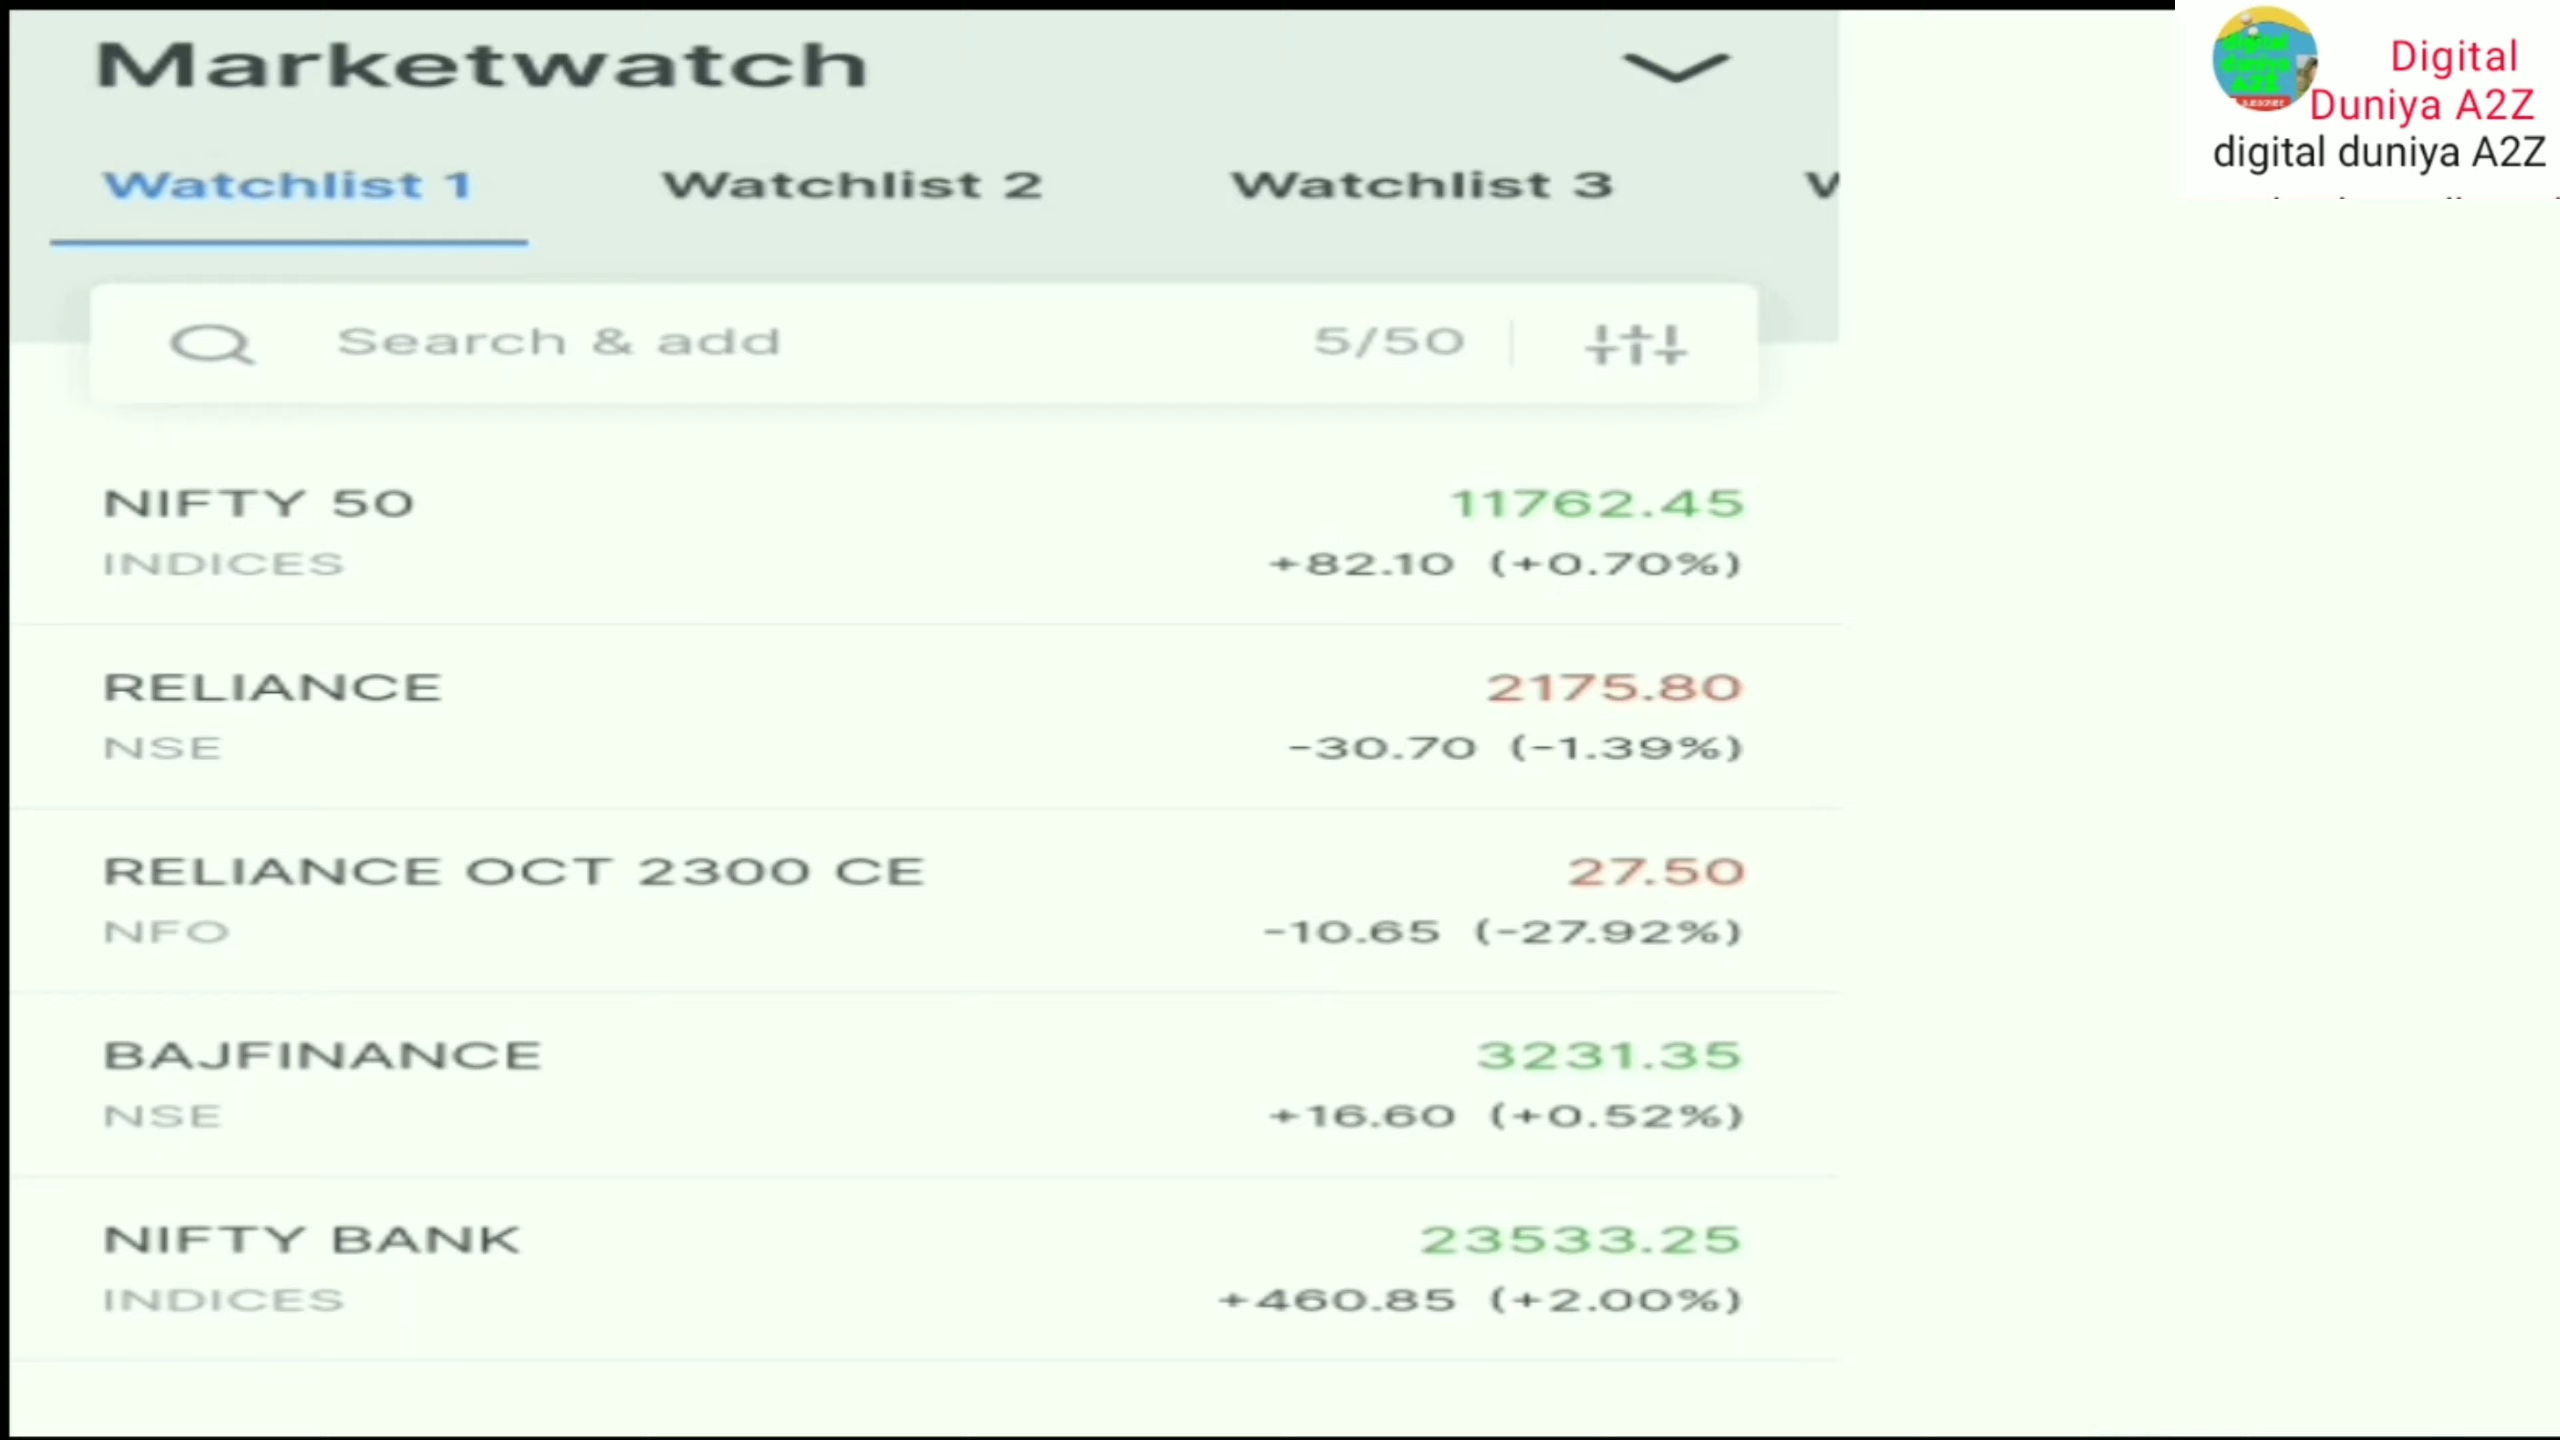 Marketwatch
Watchlist 1 Watchlist 2 Watchlist 3
Search & add 5/50
NIFTY 50 11762.45
INDICES +82.10 (+0.70%)
RELIANCE 2175.80
NSE -30.70 (-1.39%)
RELIANCE OCT 2300 CE 27.50
NFO -10.65 (-27.92%)
BAJFINANCE 3231.35
NSE +16.60 (+0.52%)
NIFTY BANK 23533.25
INDICES +460.85 (+2.00%)
Digital
Duniya A2Z
digital duniya A2Z